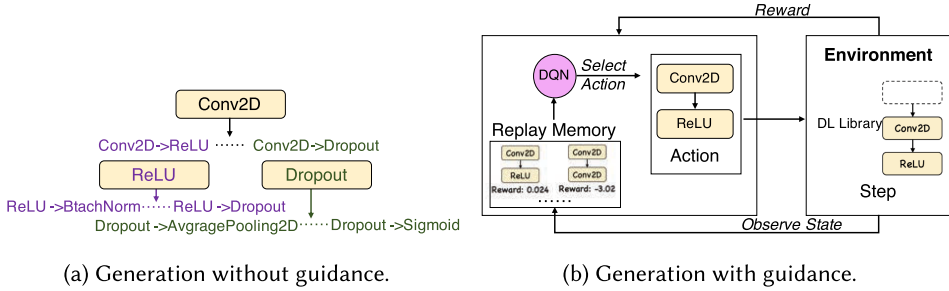 Conv2D
Conv2D->ReLU ...... Conv2D->Dropout
ReLU
Dropout
ReLU->BtachNorm...... ReLU->Dropout
Dropout->AvgragePooling2D...... Dropout->Sigmoid
(a) Generation without guidance.
Reward
DQN
Select
Action
Conv2D
ReLU
Action
Replay Memory
Conv2D
ReLU
Reward: 0.024
Conv2D
Conv2D
Reward: -3.02
......
Environment
DL Library
Conv2D
ReLU
Step
Observe State
(b) Generation with guidance.